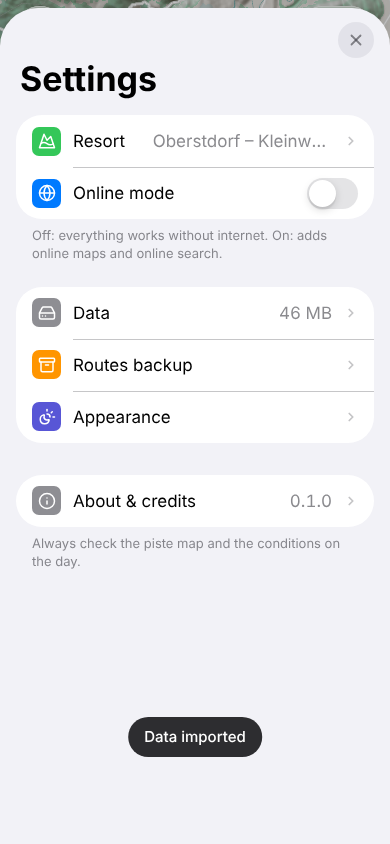 Settings
Resort Oberstdorf – Kleinw...
Online mode
Off: everything works without internet. On: adds
online maps and online search.
Data 46 MB
Routes backup
Appearance
About & credits 0.1.0
Always check the piste map and the conditions on
the day.
Data imported